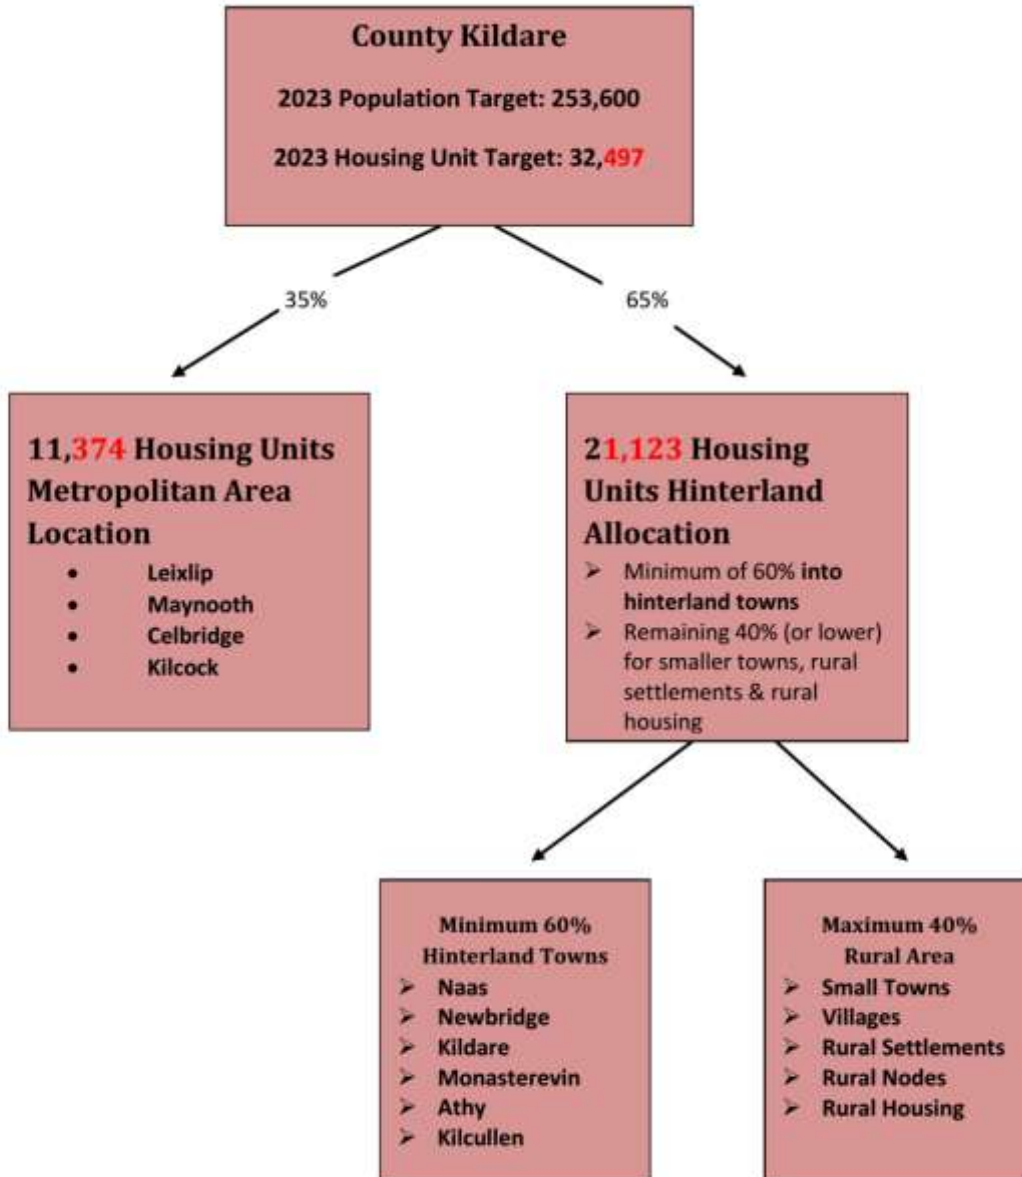 County Kildare
2023 Population Target: 253,600
2023 Housing Unit Target: 32,497
35%
65%
11,374 Housing Units
Metropolitan Area
Location
• Leixlip
• Maynooth
• Celbridge
• Kilcock
21,123 Housing
Units Hinterland
Allocation
➢ Minimum of 60% into
hinterland towns
➢ Remaining 40% (or lower)
for smaller towns, rural
settlements & rural
housing
Minimum 60%
Hinterland Towns
➢ Naas
➢ Newbridge
➢ Kildare
➢ Monasterevin
➢ Athy
➢ Kilcullen
Maximum 40%
Rural Area
➢ Small Towns
➢ Villages
➢ Rural Settlements
➢ Rural Nodes
➢ Rural Housing